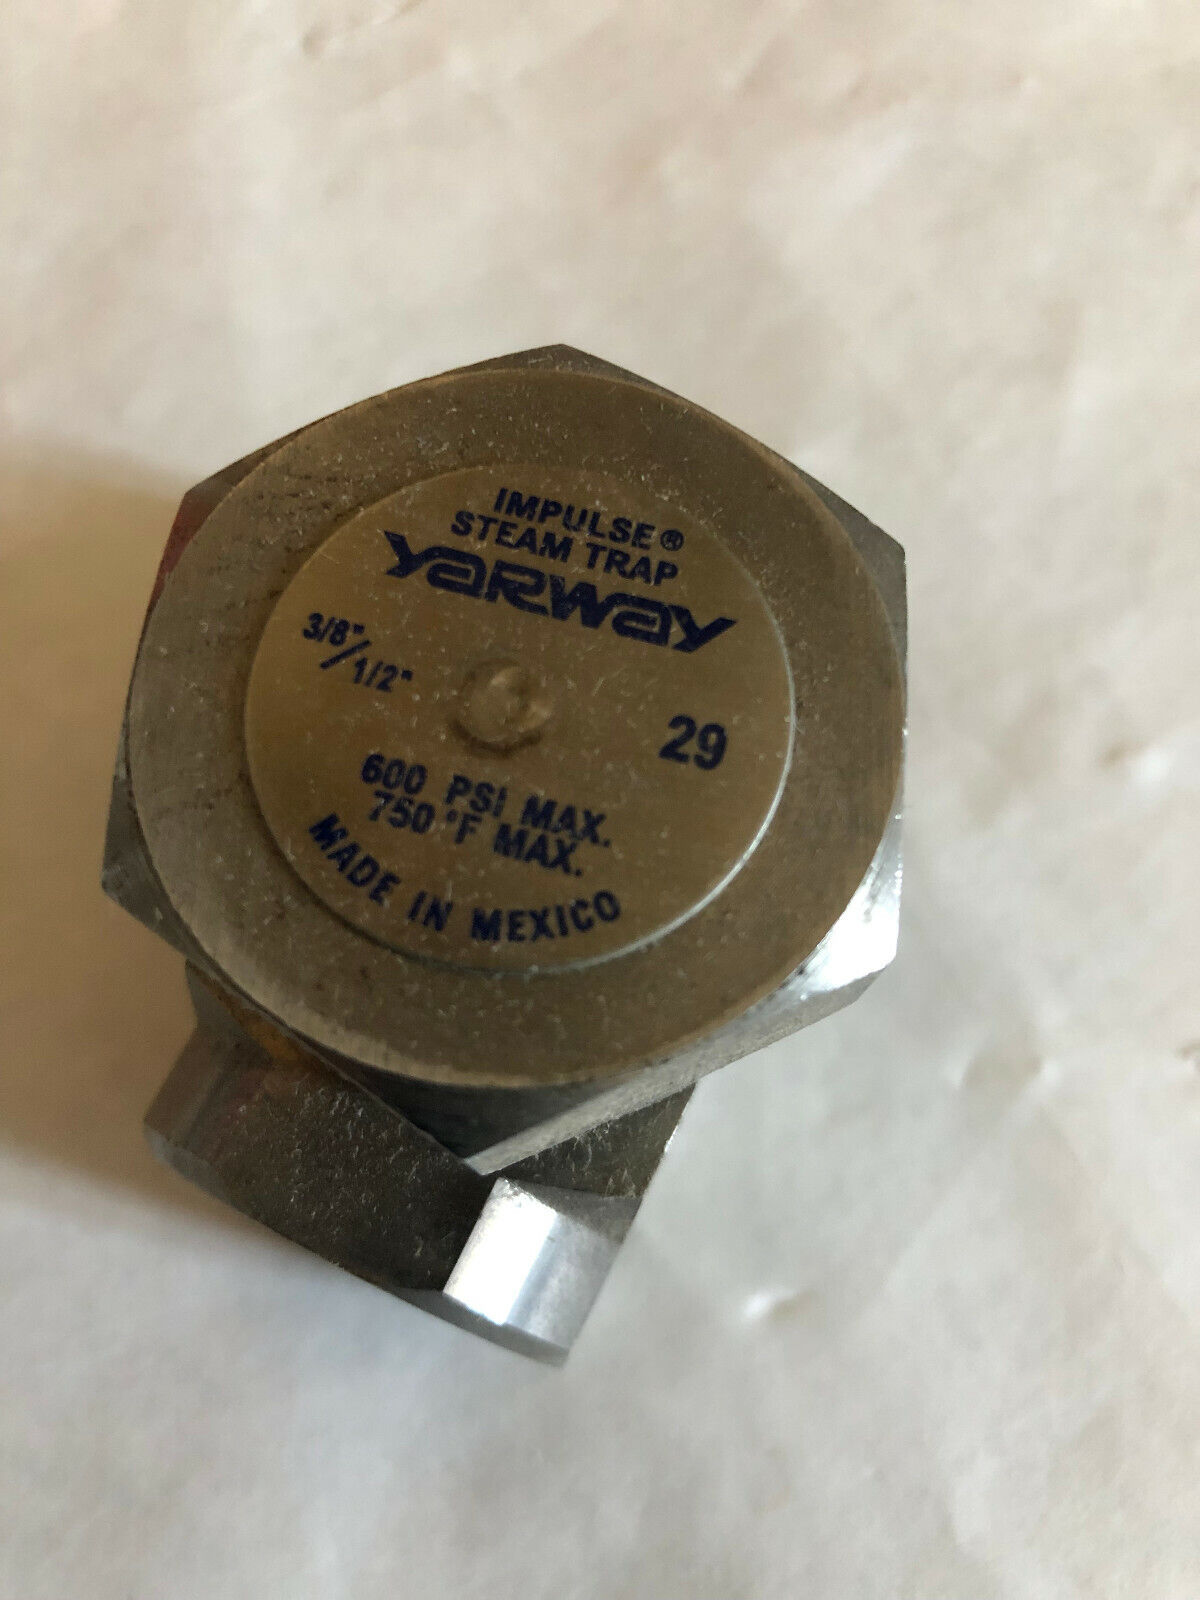 IMPULSE®
STEAM TRAP
YARWAY
3/8"/1/2"
29
600 PSI MAX.
750 °F MAX.
MADE IN MEXICO